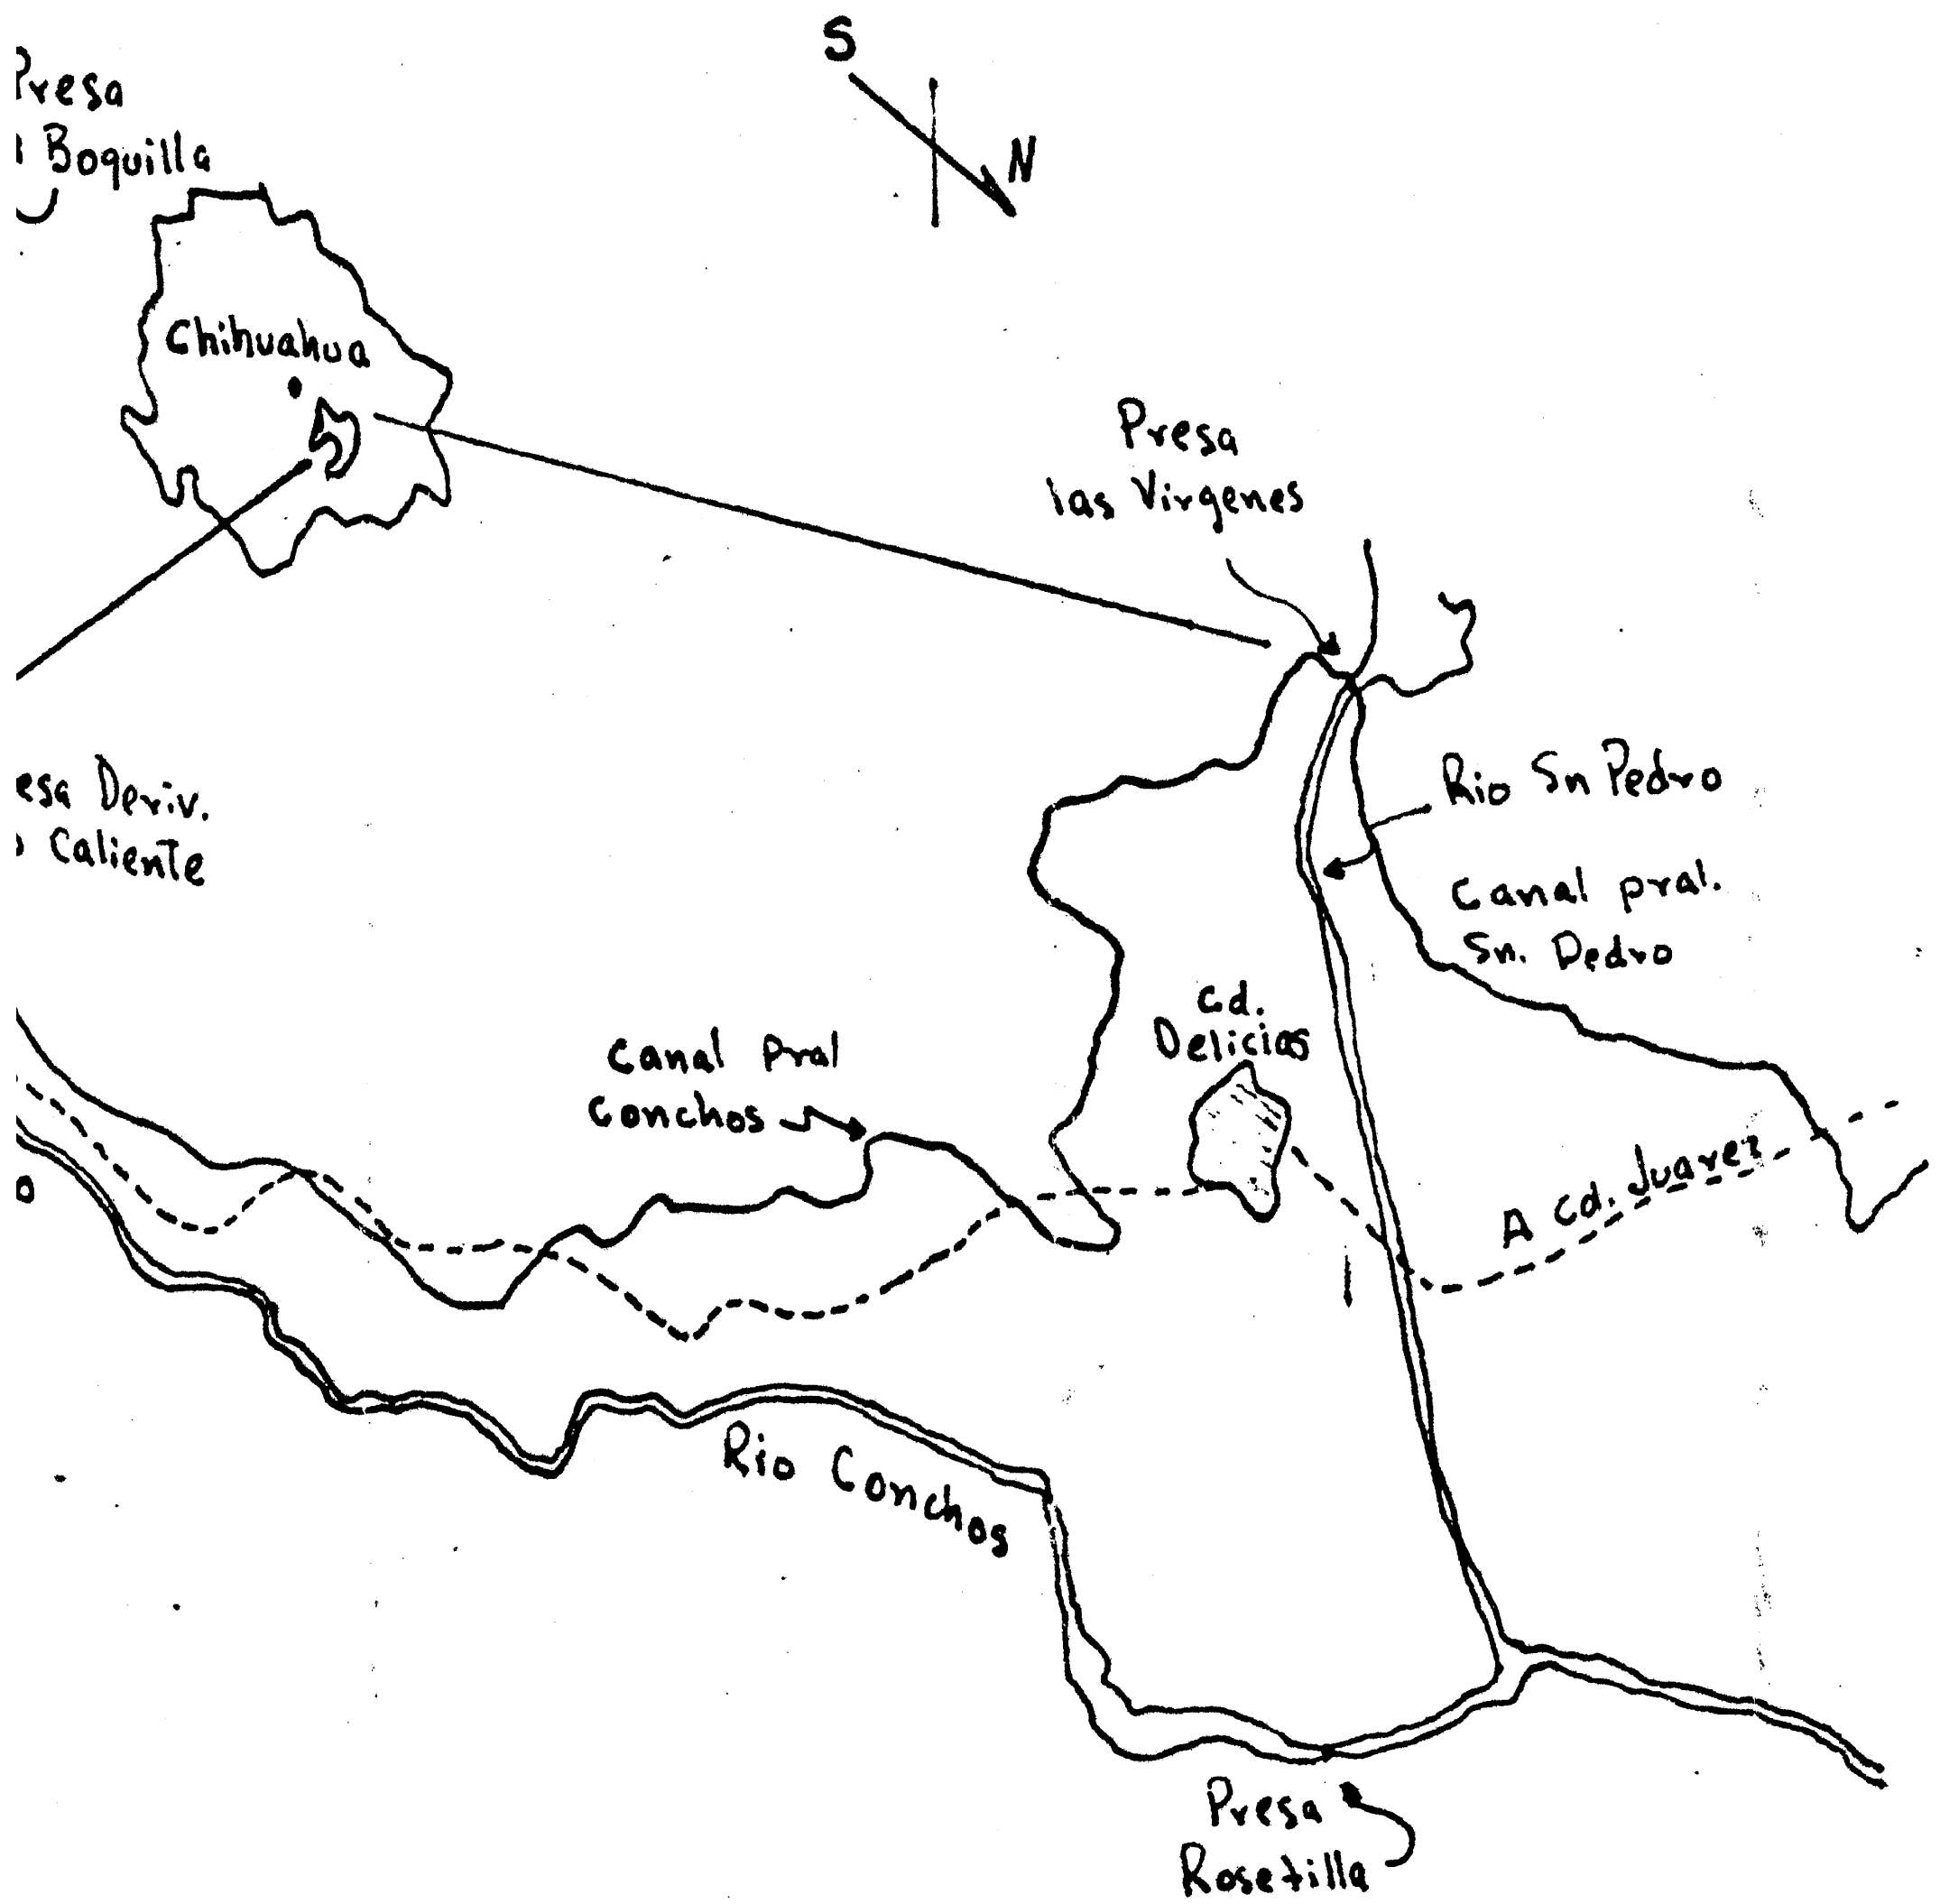 S
N
Presa
Boquilla
Chihuahua
Presa
las Virgenes
Rio Sn Pedro
Canal pral.
Sn. Pedro
esa Deriv.
Caliente
Cd.
Delicias
Canal Pral
Conchos
A Cd. Juarez
o
Rio Conchos
Presa
Rosetilla